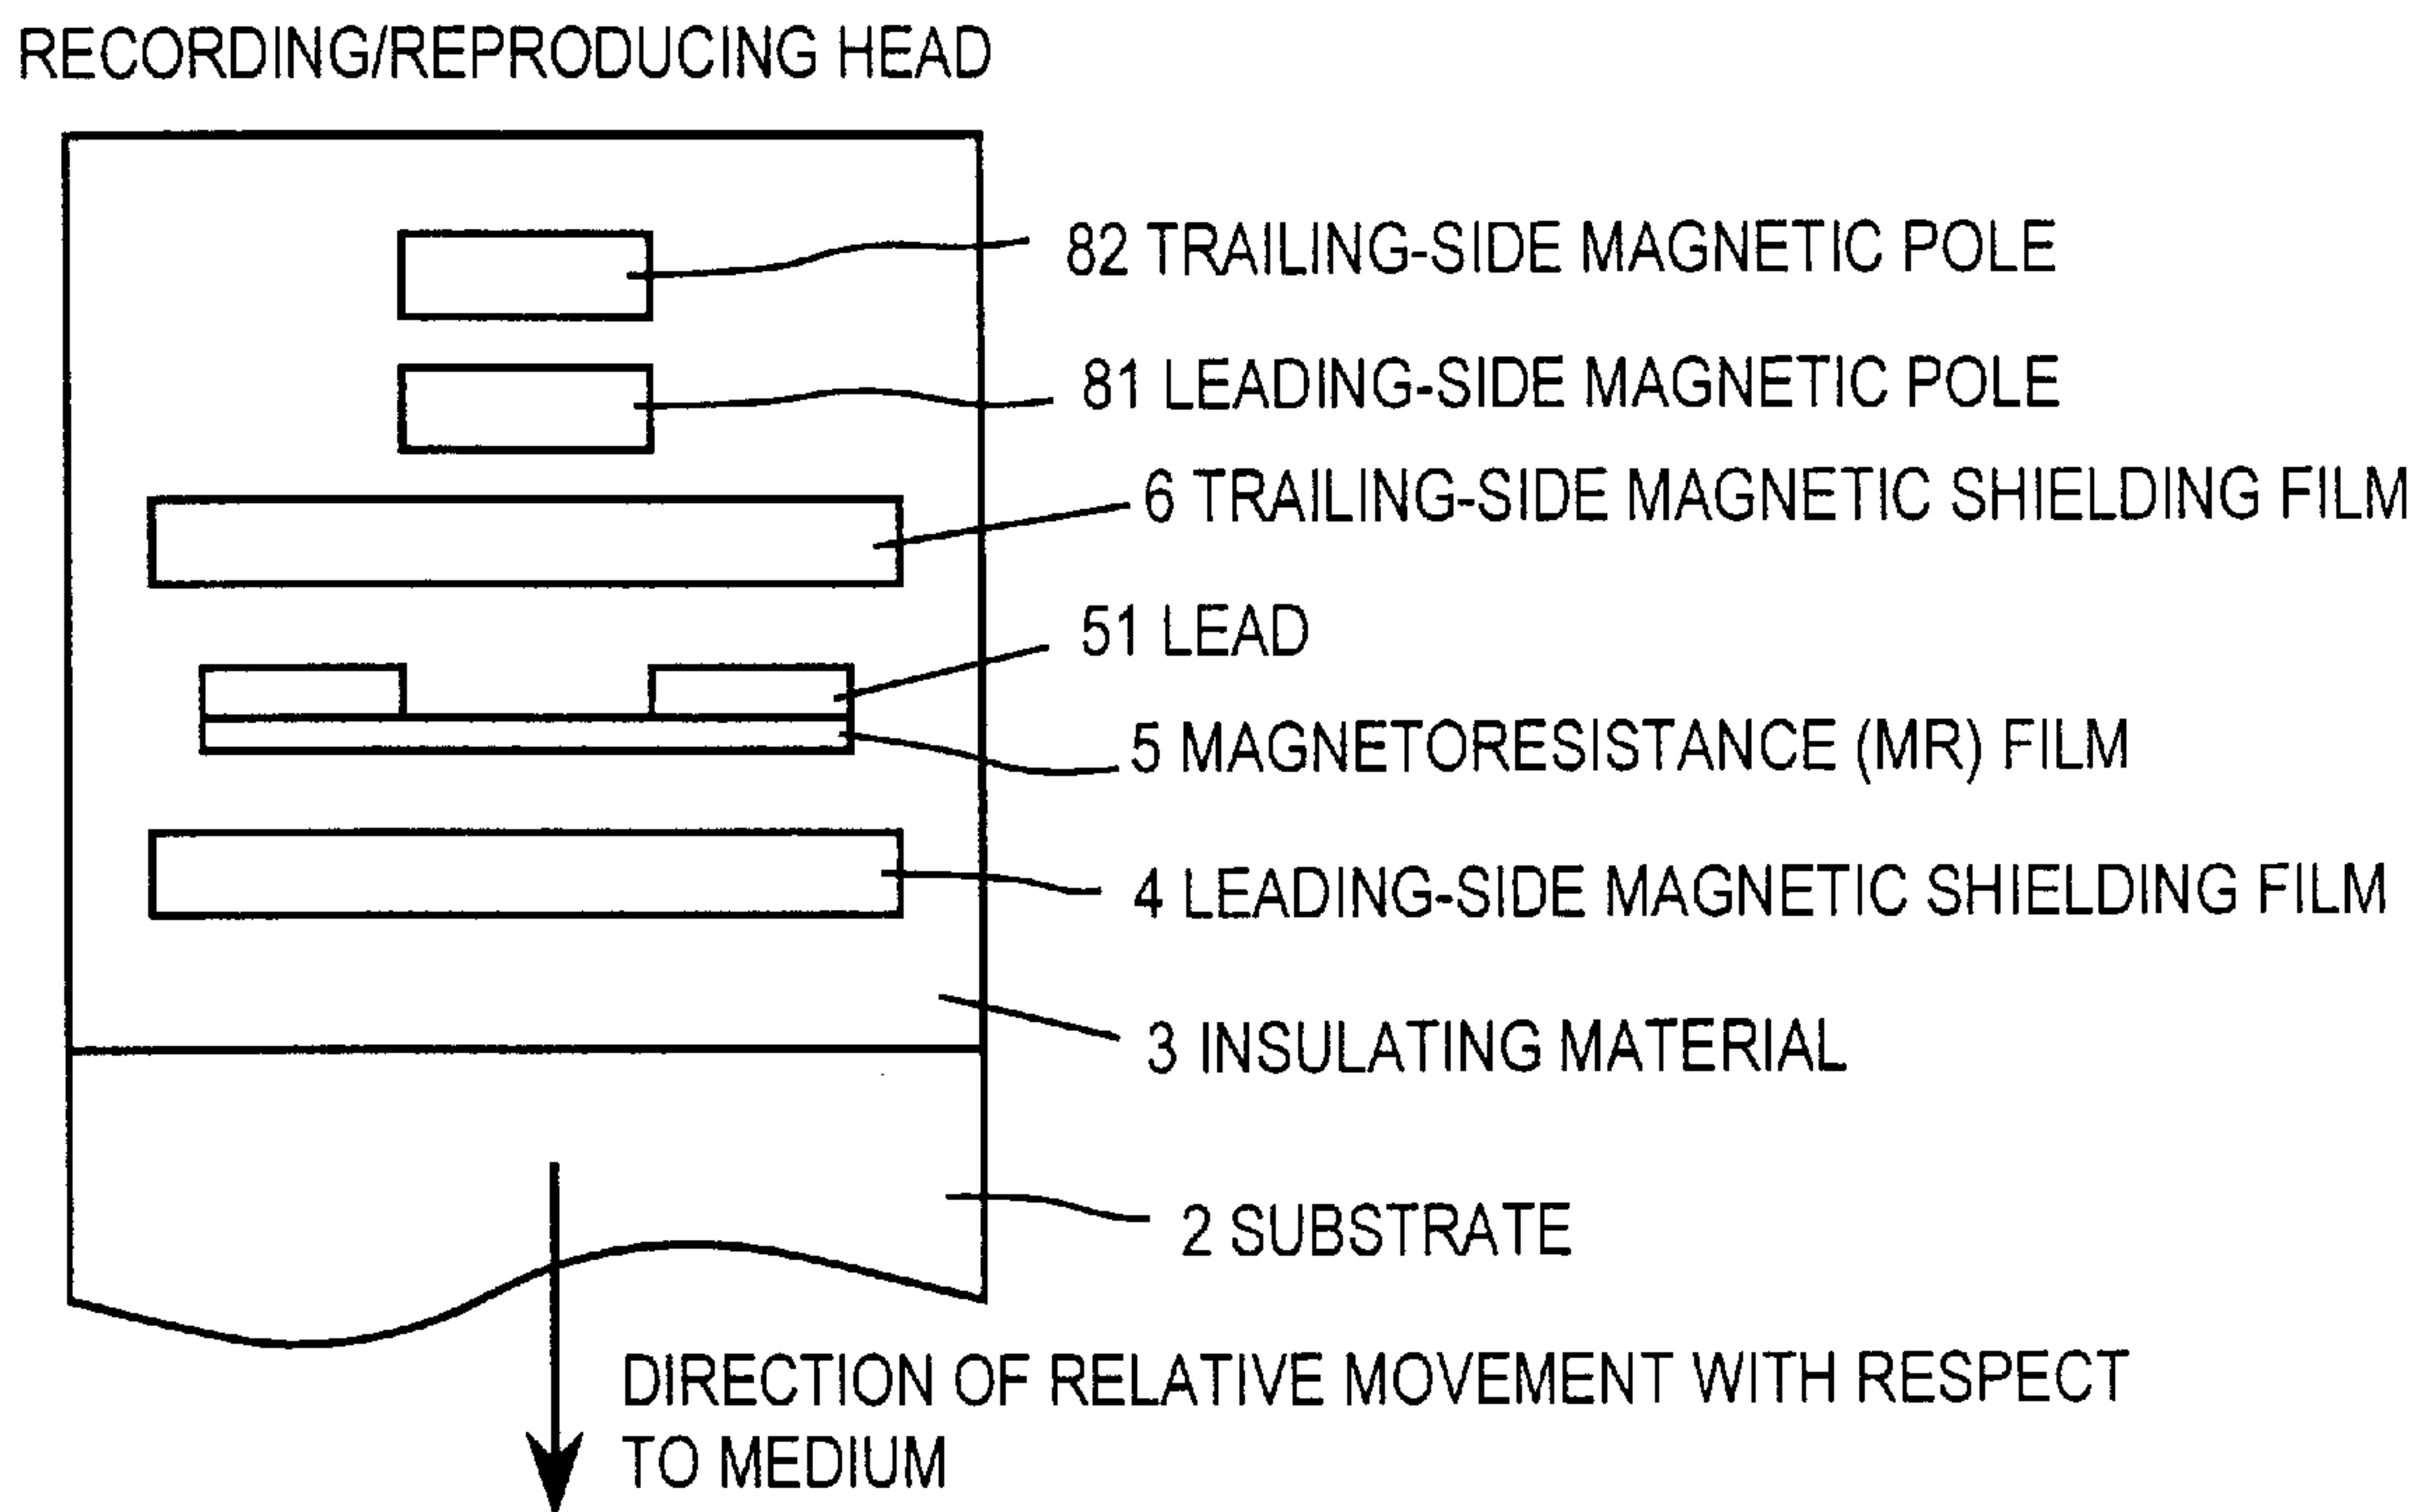 RECORDING/REPRODUCING HEAD
82 TRAILING-SIDE MAGNETIC POLE
81 LEADING-SIDE MAGNETIC POLE
6 TRAILING-SIDE MAGNETIC SHIELDING FILM
51 LEAD
5 MAGNETORESISTANCE (MR) FILM
4 LEADING-SIDE MAGNETIC SHIELDING FILM
3 INSULATING MATERIAL
2 SUBSTRATE
DIRECTION OF RELATIVE MOVEMENT WITH RESPECT
TO MEDIUM